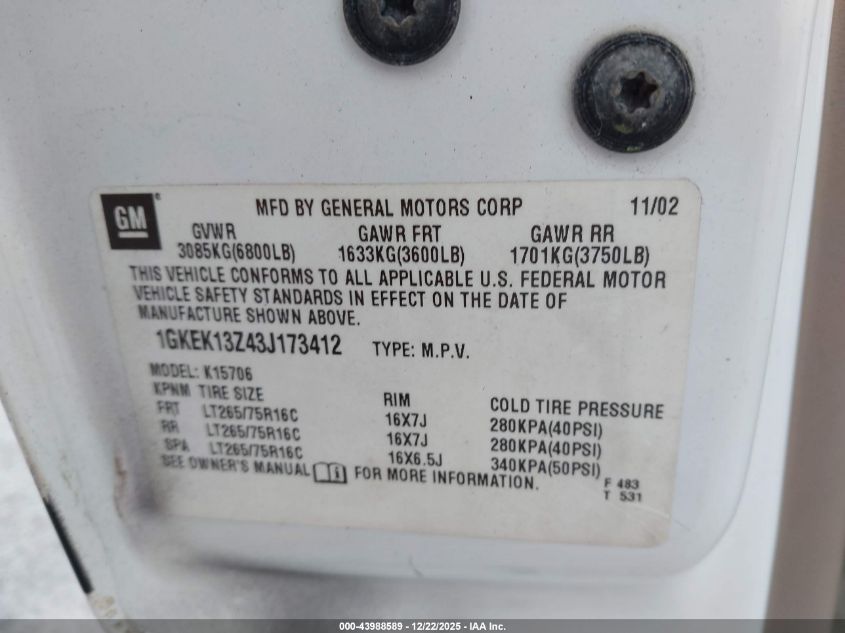 GM
MFD BY GENERAL MOTORS CORP 11/02
GVWR GAWR FRT GAWR RR
3085KG(6800LB) 1633KG(3600LB) 1701KG(3750LB)
THIS VEHICLE CONFORMS TO ALL APPLICABLE U.S. FEDERAL MOTOR
VEHICLE SAFETY STANDARDS IN EFFECT ON THE DATE OF
MANUFACTURE SHOWN ABOVE.
1GKEK13Z43J173412 TYPE: M.P.V.
MODEL: K15706
KPNM TIRE SIZE RIM COLD TIRE PRESSURE
FRT LT265/75R16C 16X7J 280KPA(40PSI)
RR LT265/75R16C 16X7J 280KPA(40PSI)
SPA LT265/75R16C 16X6.5J 340KPA(50PSI)
SEE OWNER'S MANUAL FOR MORE INFORMATION.
F 483
T 531
000-43988589 - 12/22/2025 - IAA Inc.